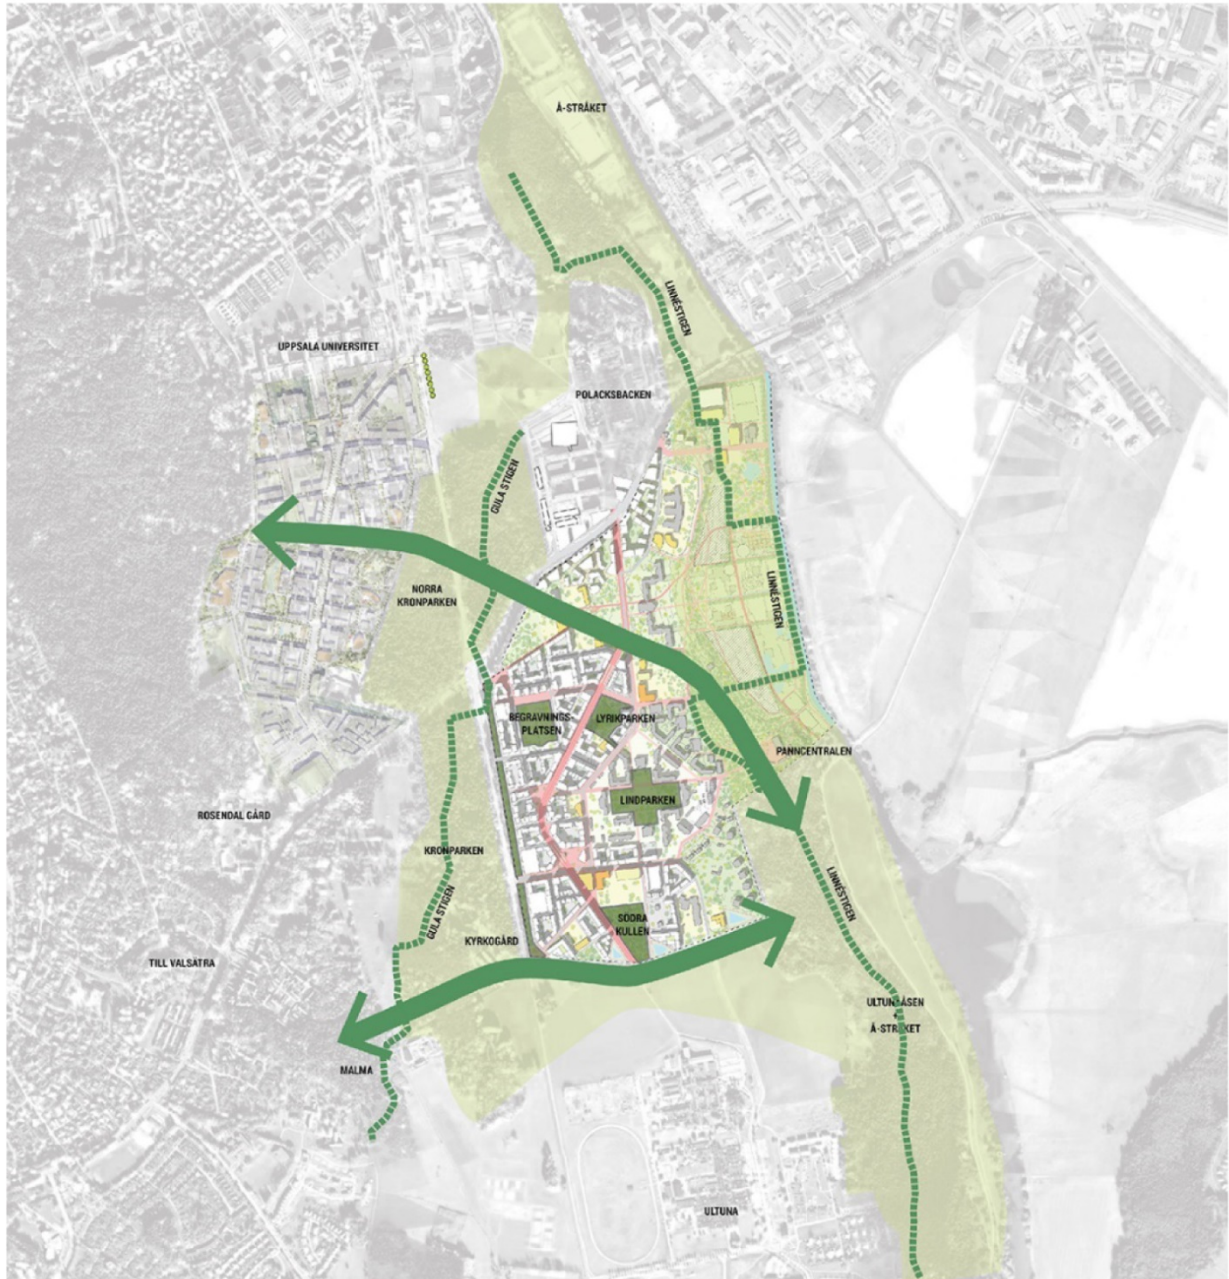 Å-STRÅKET
LINNÉSTIGEN
UPPSALA UNIVERSITET
POLACKSBACKEN
GULA STIGEN
NORRA
KRONPARKEN
LINNÉSTIGEN
BEGRAVNINGS-
PLATSEN
LYRIKPARKEN
PANNCENTRALEN
LINDPARKEN
ROSENDAL GÅRD
KRONPARKEN
GULA STIGEN
LINNÉSTIGEN
SÖDRA
KULLEN
KYRKOGÅRD
TILL VALSÄTRA
ULTUNAÅSEN
+
Å-STRÅKET
MALMA
ULTUNA